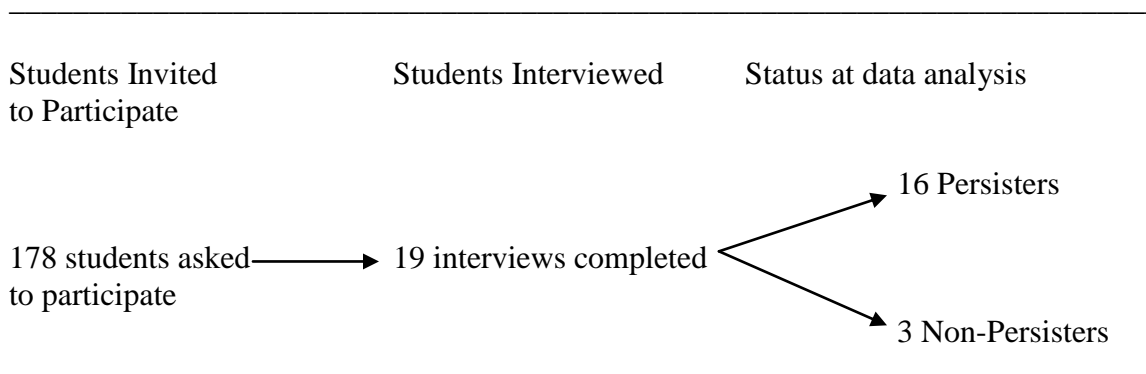 Students Invited
to Participate
Students Interviewed
Status at data analysis
16 Persisters
178 students asked
to participate
19 interviews completed
3 Non-Persisters